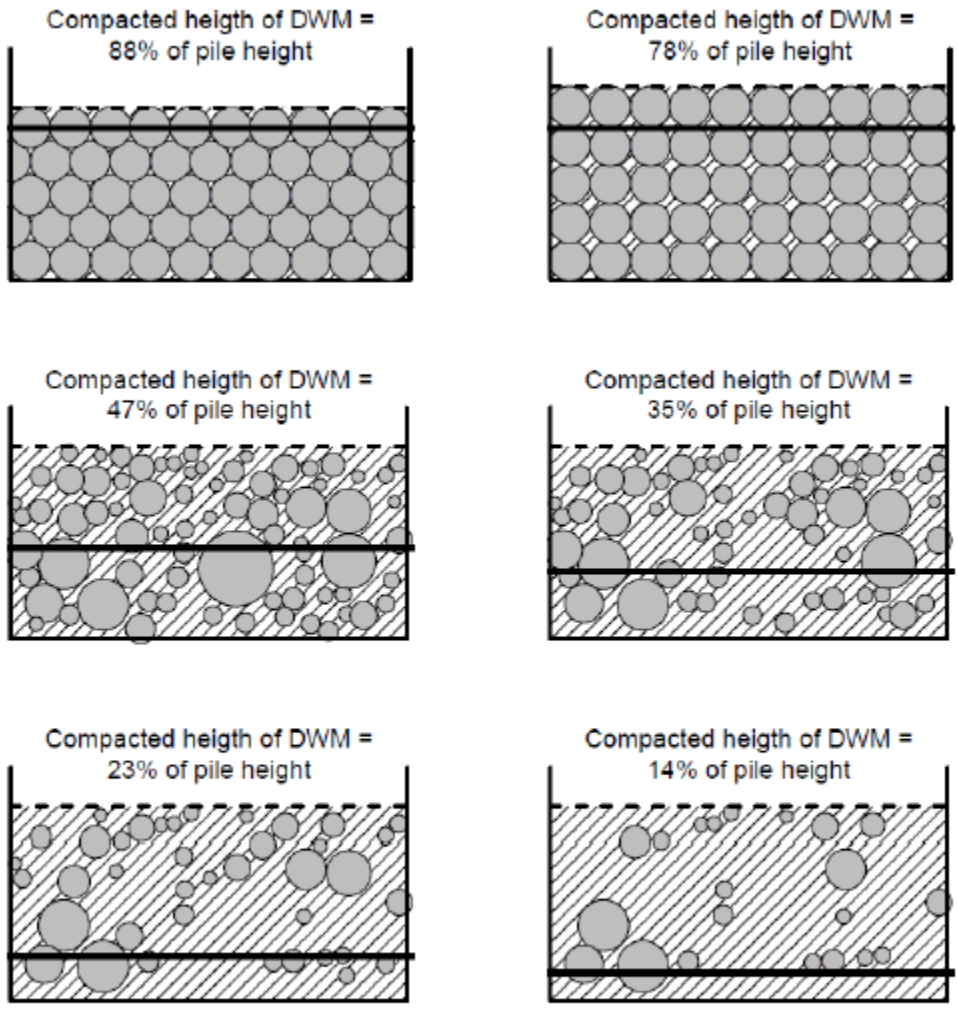 Compacted heigth of DWM =
88% of pile height
Compacted heigth of DWM =
78% of pile height
Compacted heigth of DWM =
47% of pile height
Compacted heigth of DWM =
35% of pile height
Compacted heigth of DWM =
23% of pile height
Compacted heigth of DWM =
14% of pile height